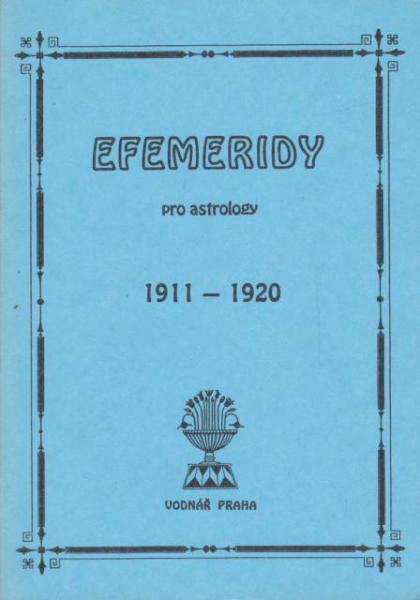 EFEMERIDY
pro astrology
1911 – 1920
VODNÁŘ PRAHA